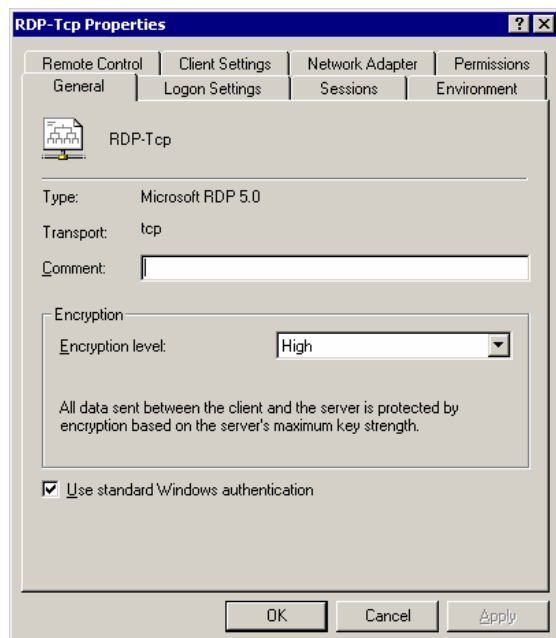 RDP-Tcp Properties
Remote Control Client Settings Network Adapter Permissions
General Logon Settings Sessions Environment
RDP-Tcp
Type: Microsoft RDP 5.0
Transport: tcp
Comment:
Encryption
Encryption level: High
All data sent between the client and the server is protected by
encryption based on the server's maximum key strength.
Use standard Windows authentication
OK Cancel Apply